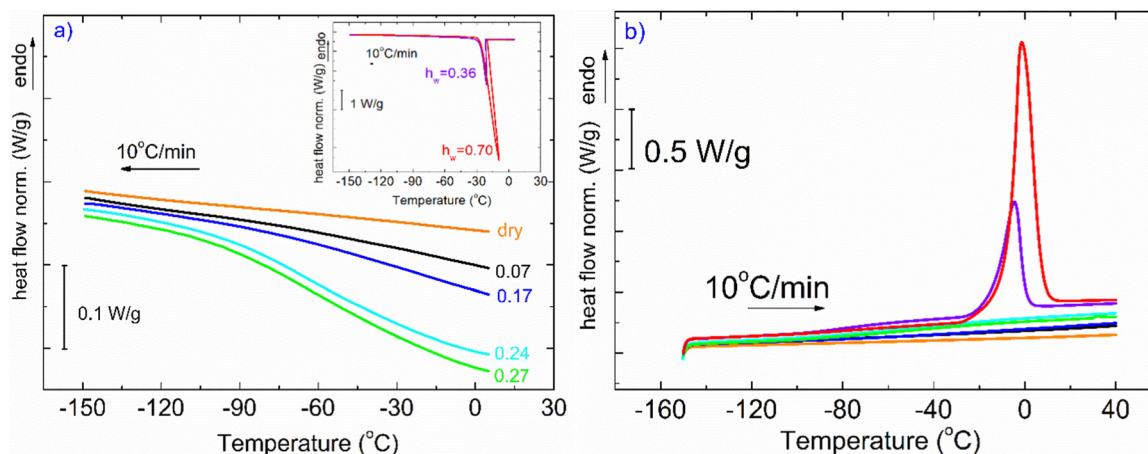 a)
heat flow norm. (W/g) endo
10°C/min
0.1 W/g
dry
0.07
0.17
0.24
0.27
-150 -120 -90 -60 -30 0 30
Temperature (°C)
heat flow norm. (W/g) endo
10°C/min
1 W/g
h_w=0.36
h_w=0.70
-150 -120 -90 -60 -30 0 30
Temperature (°C)
b)
heat flow norm. (W/g) endo
0.5 W/g
10°C/min
-160 -120 -80 -40 0 40
Temperature (°C)